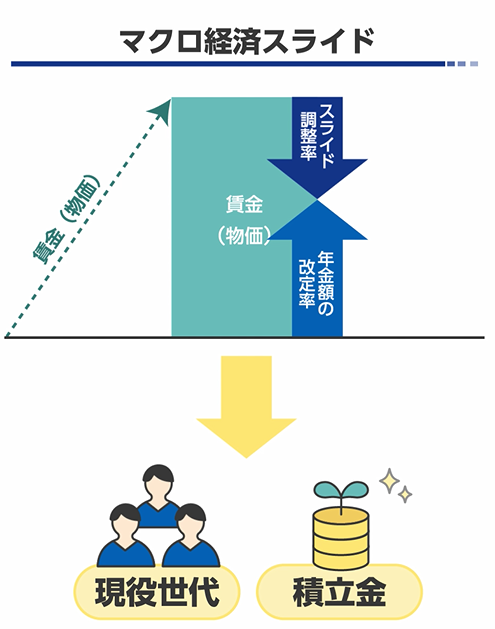 マクロ経済スライド
賃金（物価）
賃金
（物価）
スライド
調整率
年金額の
改定率
現役世代
積立金